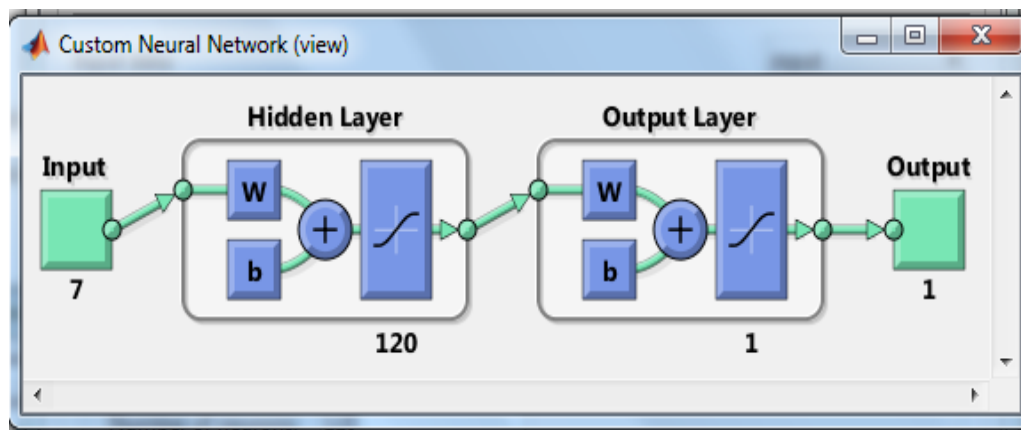 Custom Neural Network (view)
Hidden Layer
Output Layer
Input
Output
W
W
b
b
7
1
120
1